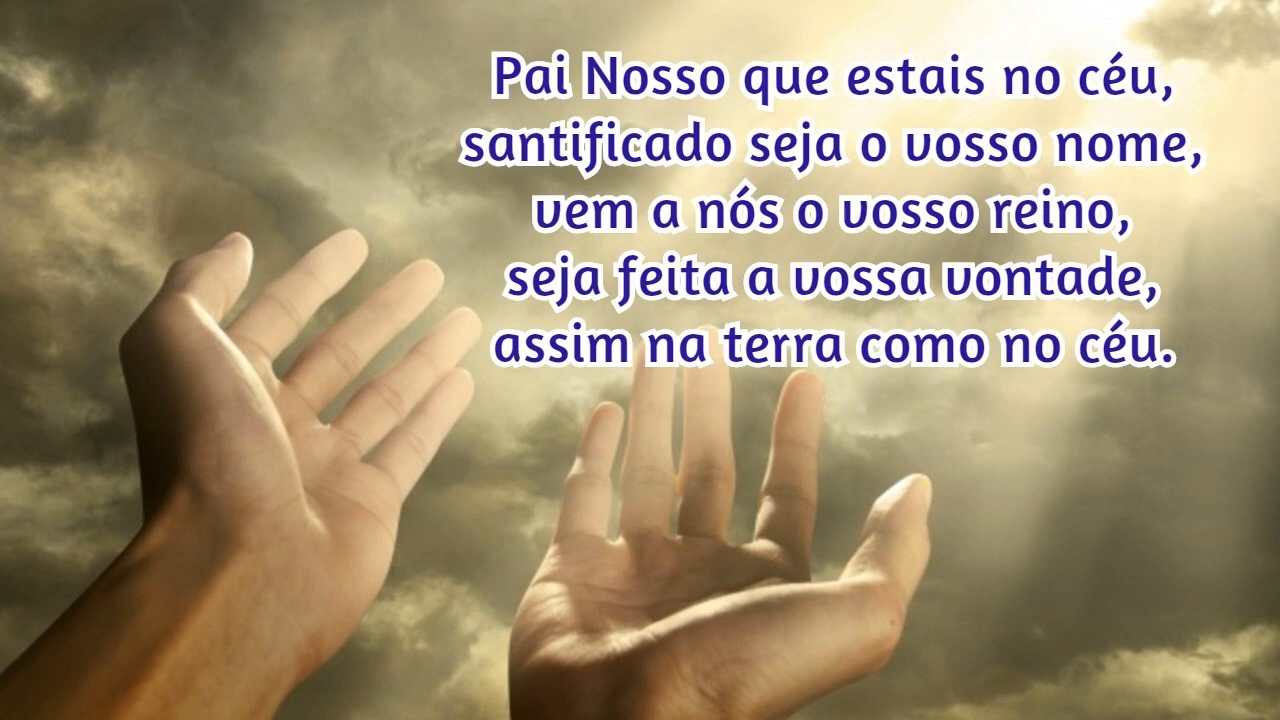 Pai Nosso que estais no céu,
santificado seja o vosso nome,
vem a nós o vosso reino,
seja feita a vossa vontade,
assim na terra como no céu.